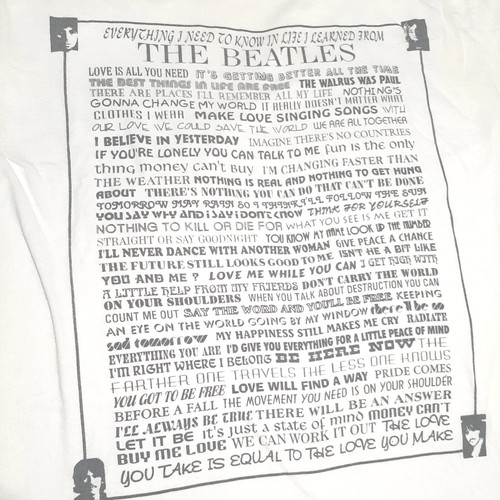 EVERYTHING I NEED TO KNOW IN LIFE I LEARNED FROM
THE BEATLES
LOVE IS ALL YOU NEED IT'S GETTING BETTER ALL THE TIME
THE BEST THINGS IN LIFE ARE FREE THE WALRUS WAS PAUL
THERE ARE PLACES I'LL REMEMBER ALL MY LIFE NOTHING'S
GONNA CHANGE MY WORLD IT REALLY DOESN'T MATTER WHAT
CLOTHES I WEAR MAKE LOVE SINGING SONGS WITH
OUR LOVE WE COULD SAVE THE WORLD WE ARE ALL TOGETHER
I BELIEVE IN YESTERDAY IMAGINE THERE'S NO COUNTRIES
IF YOU'RE LONELY YOU CAN TALK TO ME fun is the only
thing money can't buy I'M CHANGING FASTER THAN
THE WEATHER NOTHING IS REAL AND NOTHING TO GET HUNG
ABOUT THERE'S NOTHING YOU CAN DO THAT CAN'T BE DONE
TOMORROW MAY RAIN SO I THINK I'LL FOLLOW THE SUN
YOU SAY WHY AND I SAY I DON'T KNOW THINK FOR YOURSELF
NOTHING TO KILL OR DIE FOR WHAT YOU SEE IS ME GET IT
STRAIGHT OR SAY GOODNIGHT YOU KNOW MY NAME LOOK UP THE NUMBER
I'LL NEVER DANCE WITH ANOTHER WOMAN GIVE PEACE A CHANCE
THE FUTURE STILL LOOKS GOOD TO ME ISN'T HE A BIT LIKE
YOU AND ME ? LOVE ME WHILE YOU CAN I GET HIGH WITH
A LITTLE HELP FROM MY FRIENDS DON'T CARRY THE WORLD
ON YOUR SHOULDERS WHEN YOU TALK ABOUT DESTRUCTION YOU CAN
COUNT ME OUT SAY THE WORD AND YOU'LL BE FREE KEEPING
AN EYE ON THE WORLD GOING BY MY WINDOW there'll be no
sad tomorrow MY HAPPINESS STILL MAKES ME CRY RADIATE
EVERYTHING YOU ARE I'D GIVE YOU EVERYTHING FOR A LITTLE PEACE OF MIND
I'M RIGHT WHERE I BELONG BE HERE NOW THE
FARTHER ONE TRAVELS THE LESS ONE KNOWS
YOU GOT TO BE FREE LOVE WILL FIND A WAY PRIDE COMES
BEFORE A FALL THE MOVEMENT YOU NEED IS ON YOUR SHOULDER
I'LL ALWAYS BE TRUE THERE WILL BE AN ANSWER
LET IT BE it's just a state of mind MONEY CAN'T
BUY ME LOVE WE CAN WORK IT OUT THE LOVE
YOU TAKE IS EQUAL TO THE LOVE YOU MAKE